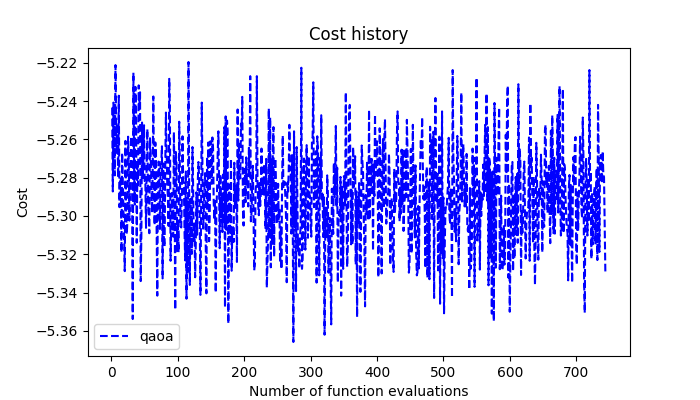 Cost history
Cost
−5.22
−5.24
−5.26
−5.28
−5.30
−5.32
−5.34
−5.36
qaoa
0 100 200 300 400 500 600 700
Number of function evaluations